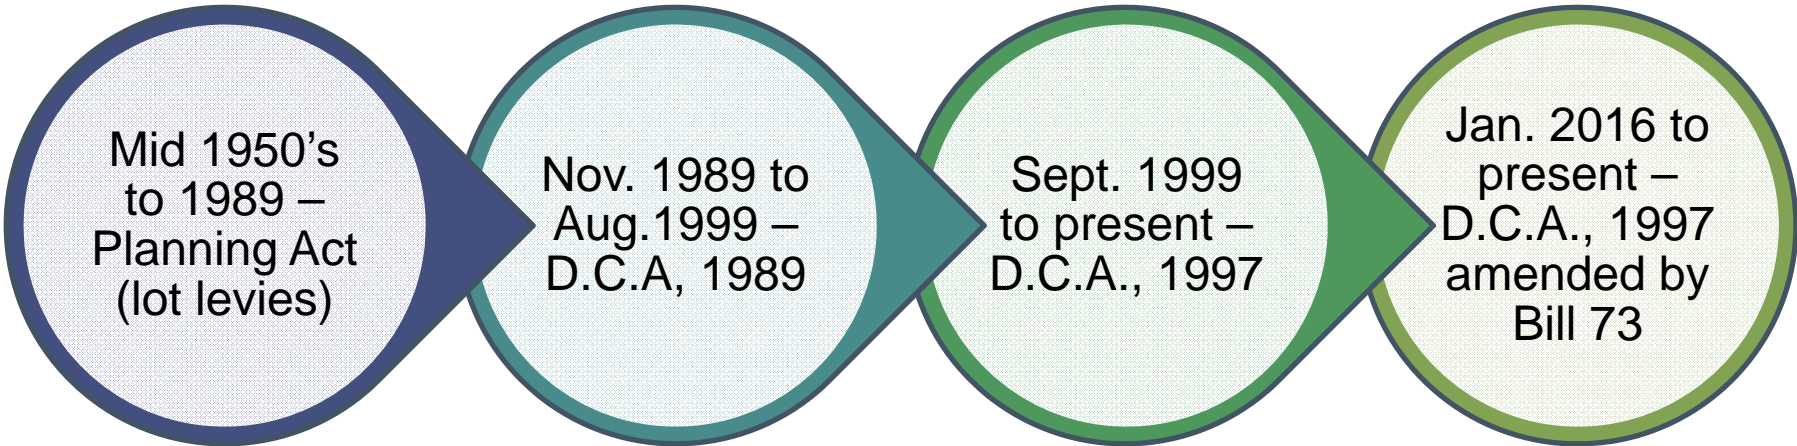 Mid 1950’s
to 1989 –
Planning Act
(lot levies)
Nov. 1989 to
Aug.1999 –
D.C.A, 1989
Sept. 1999
to present –
D.C.A., 1997
Jan. 2016 to
present –
D.C.A., 1997
amended by
Bill 73